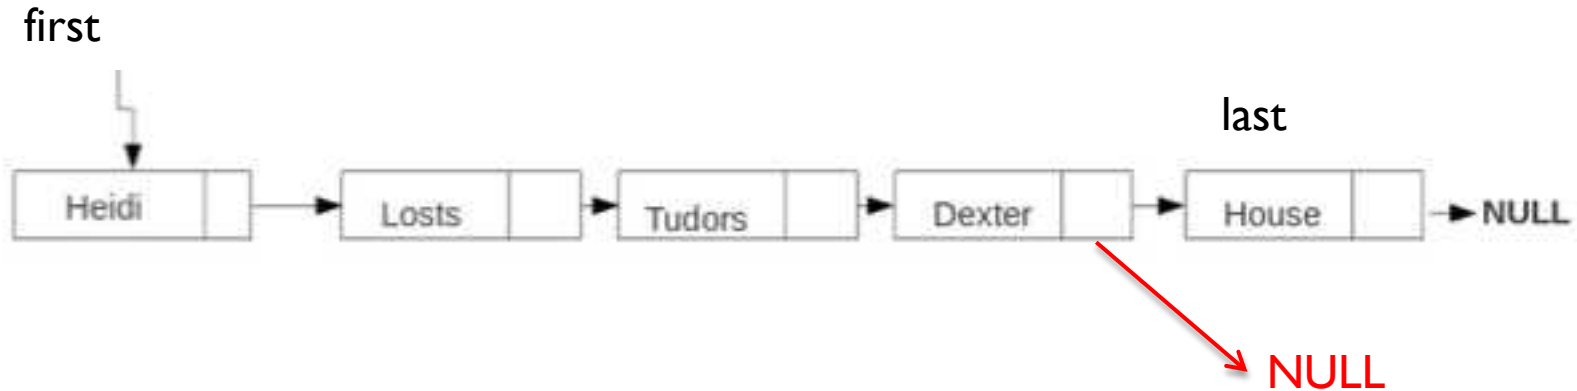 first
last
Heidi
Losts
Tudors
Dexter
House
NULL
NULL